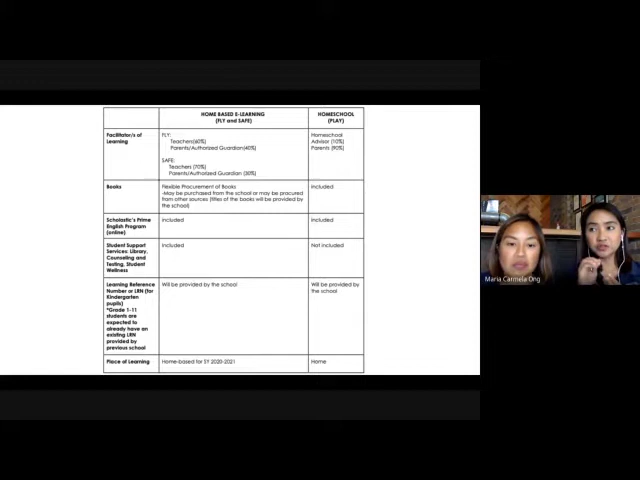 HOME BASED E-LEARNING
(FLY and SAFE)
HOMESCHOOL
(PLAY)
Facilitator/s of
Learning
FLY:
Teachers(60%)
Parents/Authorized Guardian(40%)
SAFE:
Teachers (70%)
Parents/Authorized Guardian (30%)
Homeschool
Advisor (10%)
Parents (90%)
Books
Flexible Procurement of Books
-May be purchased from the school or may be procured
from other sources (titles of the books will be provided by
the school)
Included
Scholastic's Prime
English Program
(online)
Included
Included
Student Support
Services: Library,
Counseling and
Testing, Student
Wellness
Included
Not included
Learning Reference
Number or LRN (for
Kindergarten
pupils)
*Grade 1-11
students are
expected to
already have an
existing LRN
provided by
previous school
Will be provided by the school
Will be provided by
the school
Place of Learning
Home-based for SY 2020-2021
Home
Maria Carmela Ong